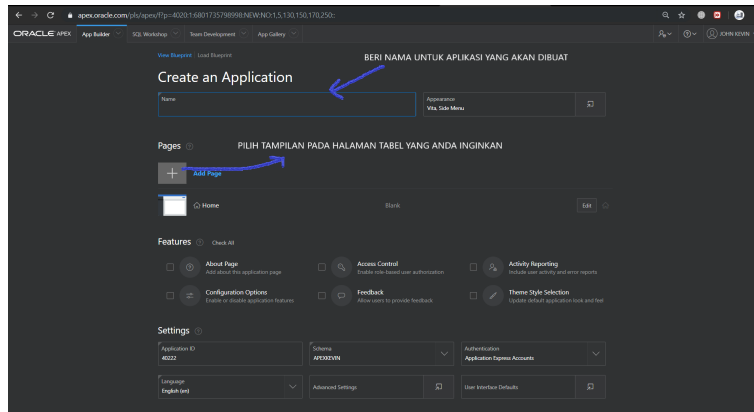 apex.oracle.com/pls/apex/f?p=4020:1:6801735798998:NEW:NO:1,5,130,150,170,250::
ORACLE APEX App Builder SQL Workshop Team Development App Gallery JOHN KEVIN
View Blueprint Load Blueprint
BERI NAMA UNTUK APLIKASI YANG AKAN DIBUAT
Create an Application
Name
Appearance
Vita, Side Menu
Pages
PILIH TAMPILAN PADA HALAMAN TABEL YANG ANDA INGINKAN
Add Page
Home Blank Edit
Features Check All
About Page
Add about this application page
Access Control
Enable role-based user authorization
Activity Reporting
Include user activity and error reports
Configuration Options
Enable or disable application features
Feedback
Allow users to provide feedback
Theme Style Selection
Update default application look and feel
Settings
Application ID
40222
Schema
APEXKEVIN
Authentication
Application Express Accounts
Language
English (en)
Advanced Settings
User Interface Defaults